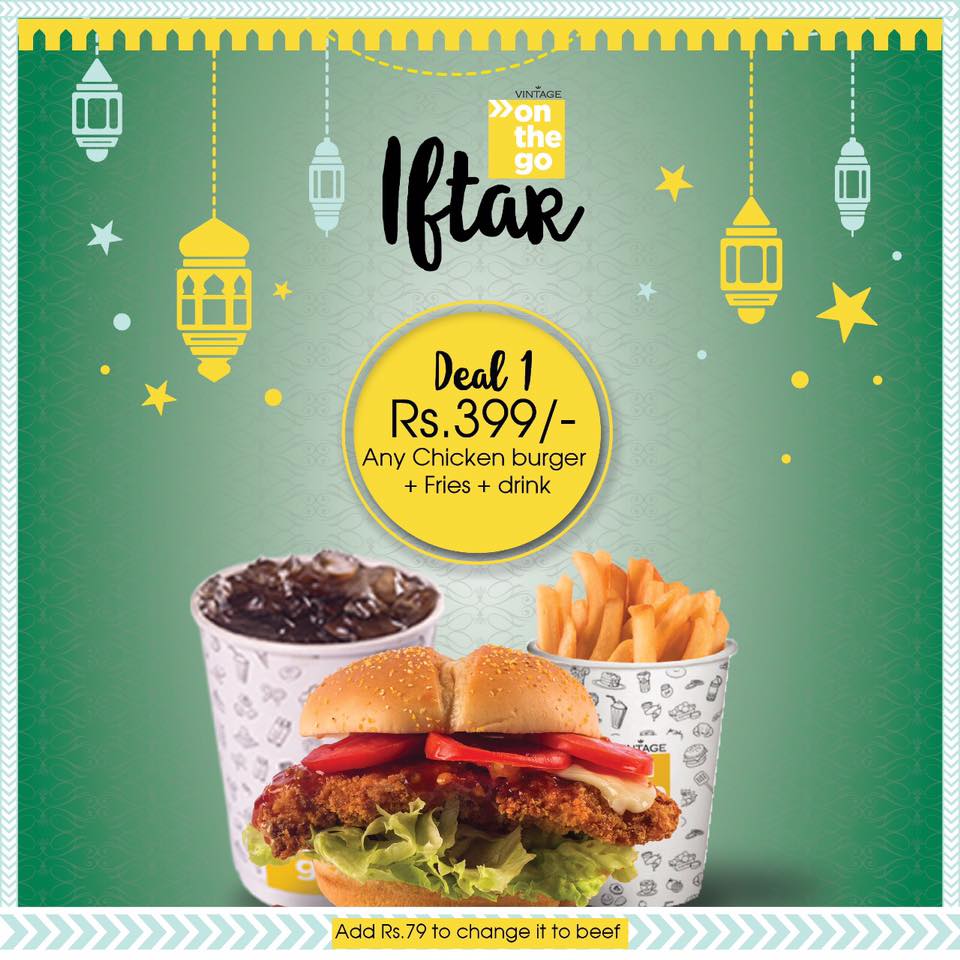 VINTAGE
»on
the
go
Iftar
Deal 1
Rs.399/-
Any Chicken burger
+ Fries + drink
Add Rs.79 to change it to beef